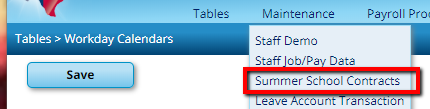 Tables Maintenance Payroll Proc
Tables > Workday Calendars
Staff Demo
Staff Job/Pay Data
Save
Summer School Contracts
Leave Account Transaction